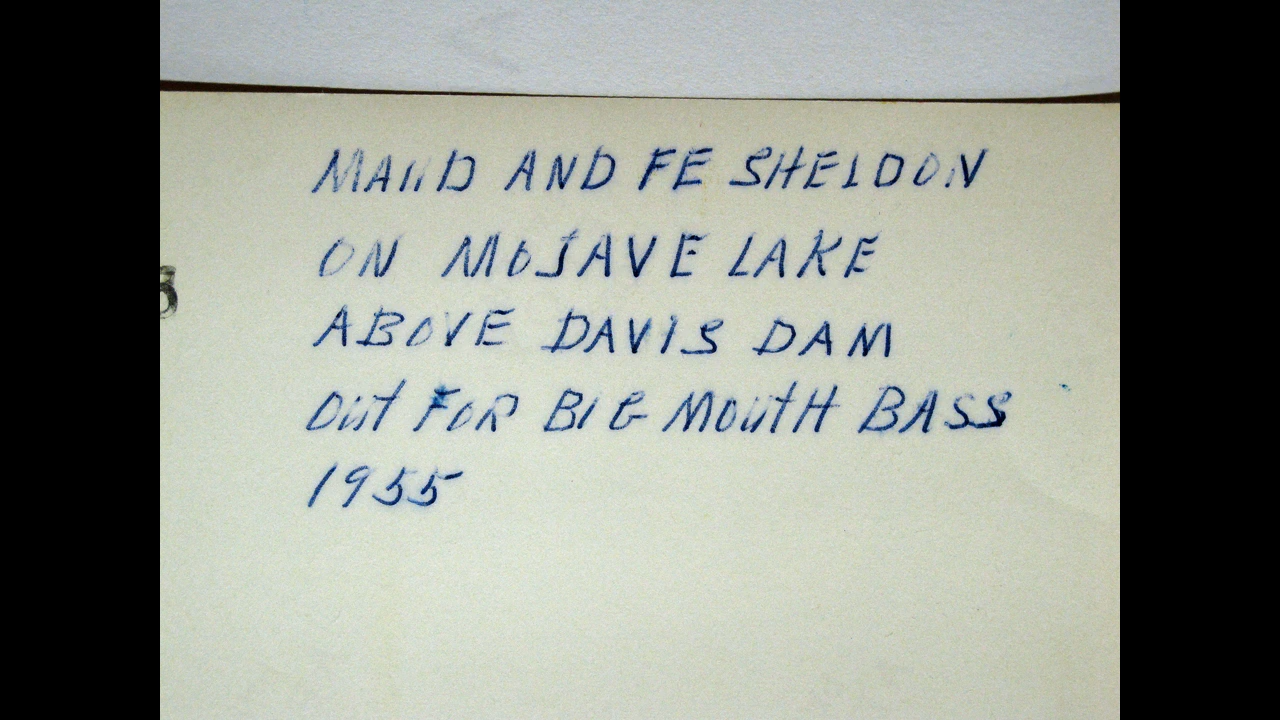 MAUD AND FE SHELDON
ON MOJAVE LAKE
ABOVE DAVIS DAM
OUT FOR BIG MOUTH BASS
1955